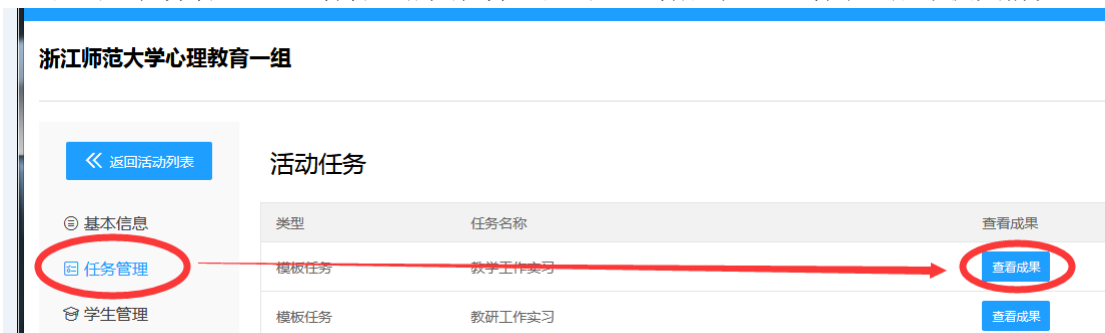 浙江师范大学心理教育一组
返回活动列表
活动任务
基本信息
类型 任务名称 查看成果
任务管理
模板任务 教学工作实习 查看成果
学生管理
模板任务 教研工作实习 查看成果